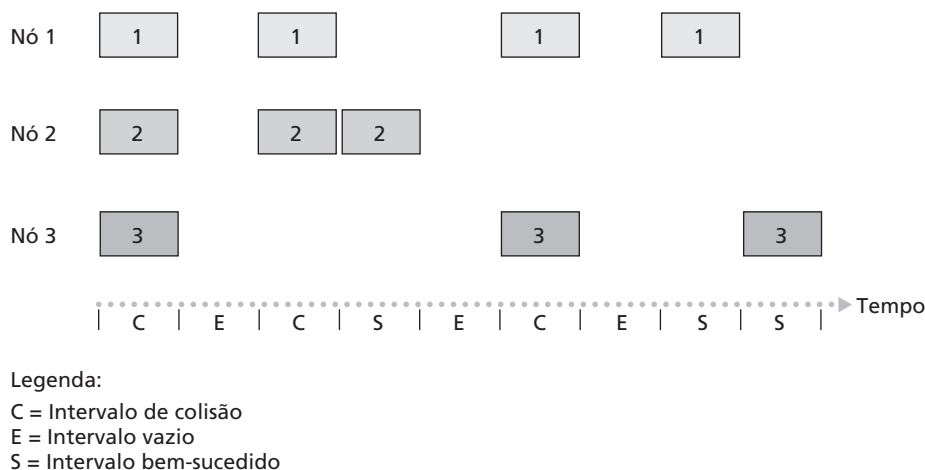 Nó 1 1 1 1 1
Nó 2 2 2 2
Nó 3 3 3 3
Tempo
C E C S E C E S S
Legenda:
C = Intervalo de colisão
E = Intervalo vazio
S = Intervalo bem-sucedido